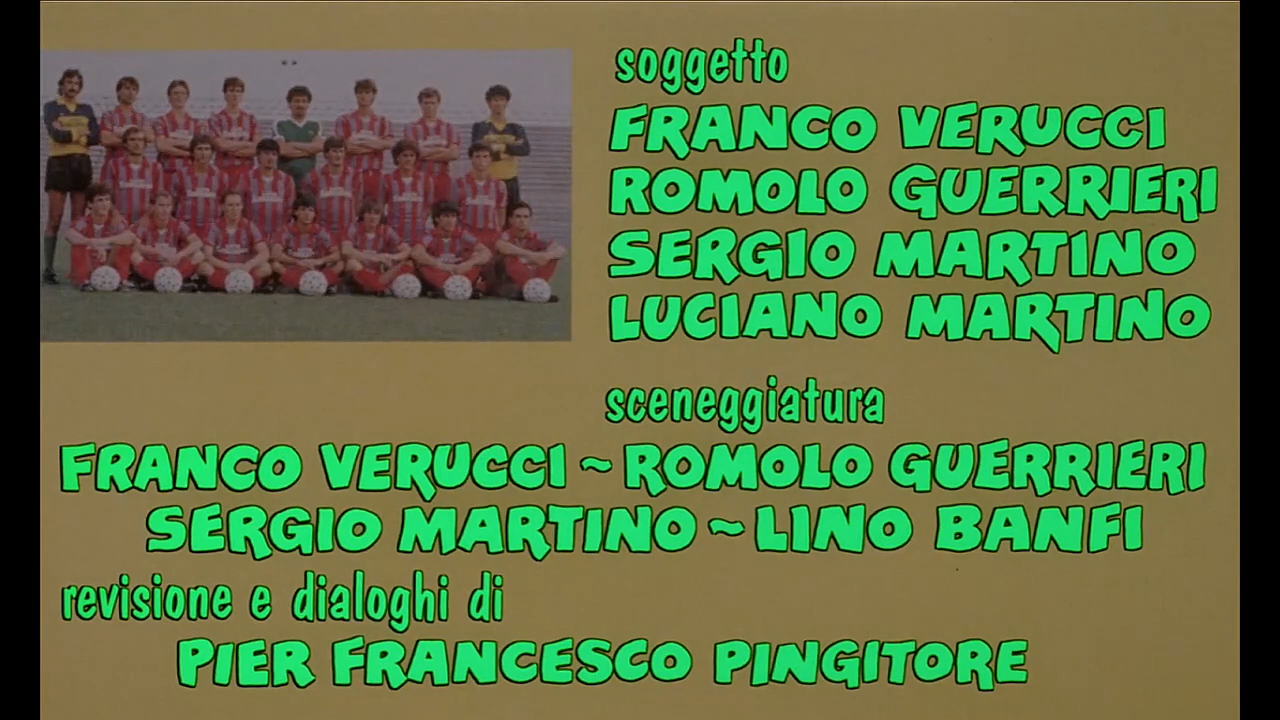 soggetto
FRANCO VERUCCI
ROMOLO GUERRIERI
SERGIO MARTINO
LUCIANO MARTINO
sceneggiatura
FRANCO VERUCCI ~ ROMOLO GUERRIERI
SERGIO MARTINO ~ LINO BANFI
revisione e dialoghi di
PIER FRANCESCO PINGITORE